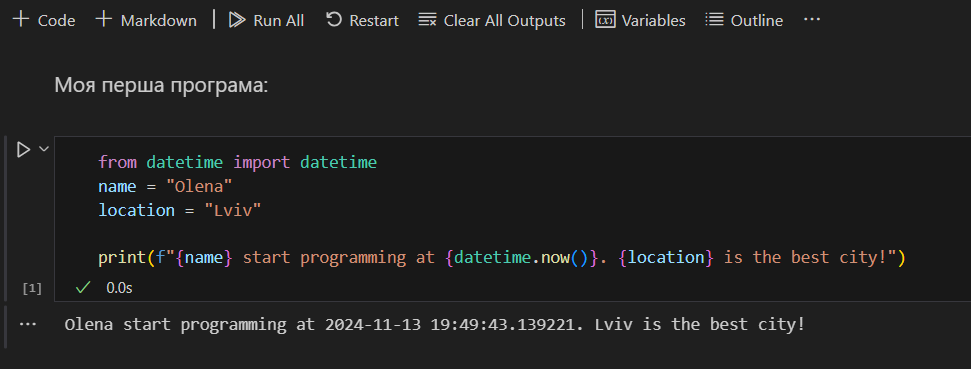 + Code + Markdown Run All Restart Clear All Outputs Variables Outline ...
Моя перша програма:
from datetime import datetime
name = "Olena"
location = "Lviv"
print(f"{name} start programming at {datetime.now()}. {location} is the best city!")
[1] 0.0s
Olena start programming at 2024-11-13 19:49:43.139221. Lviv is the best city!